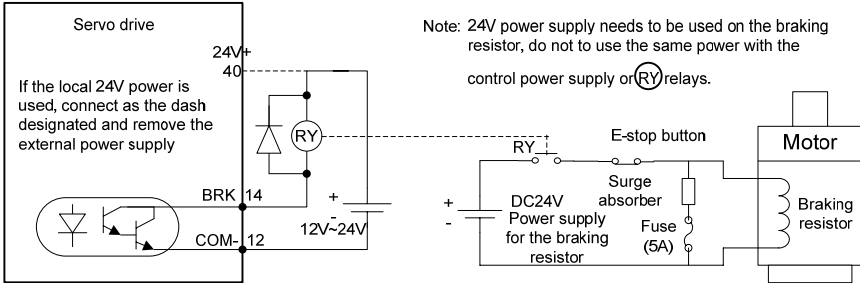 Servo drive
24V+
40
If the local 24V power is
used, connect as the dash
designated and remove the
external power supply
BRK
14
COM-
12
RY
+
-
12V~24V
Note: 24V power supply needs to be used on the braking
resistor, do not to use the same power with the
control power supply or RY relays.
RY
E-stop button
+
-
DC24V
Power supply
for the braking
resistor
Surge
absorber
Fuse
(5A)
Motor
Braking
resistor